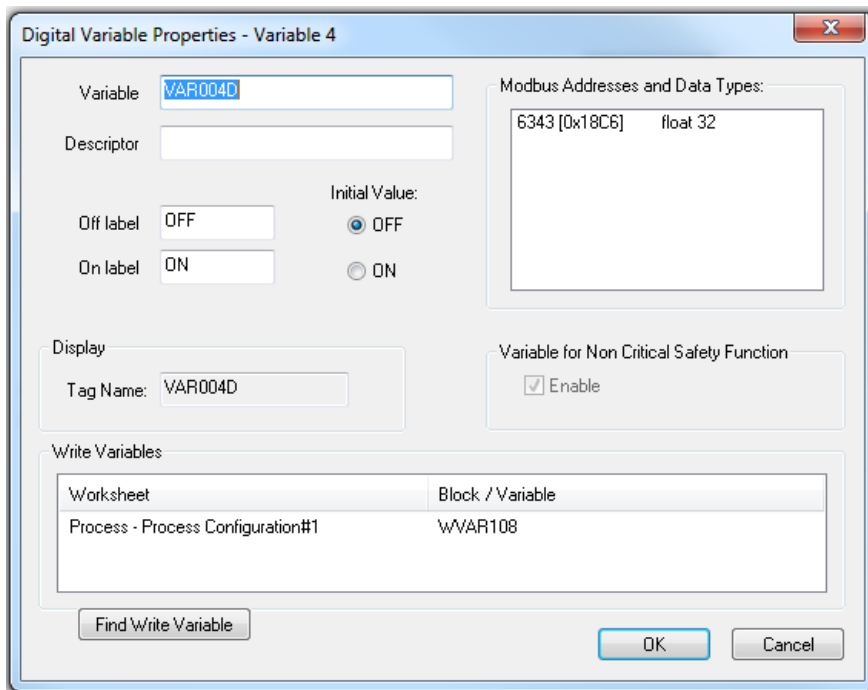 Digital Variable Properties - Variable 4
Variable VAR004D
Descriptor
Initial Value:
Off label OFF OFF
On label ON ON
Modbus Addresses and Data Types:
6343 [0x18C6] float 32
Display
Tag Name: VAR004D
Variable for Non Critical Safety Function
Enable
Write Variables
Worksheet Block / Variable
Process - Process Configuration#1 WVAR108
Find Write Variable
OK Cancel